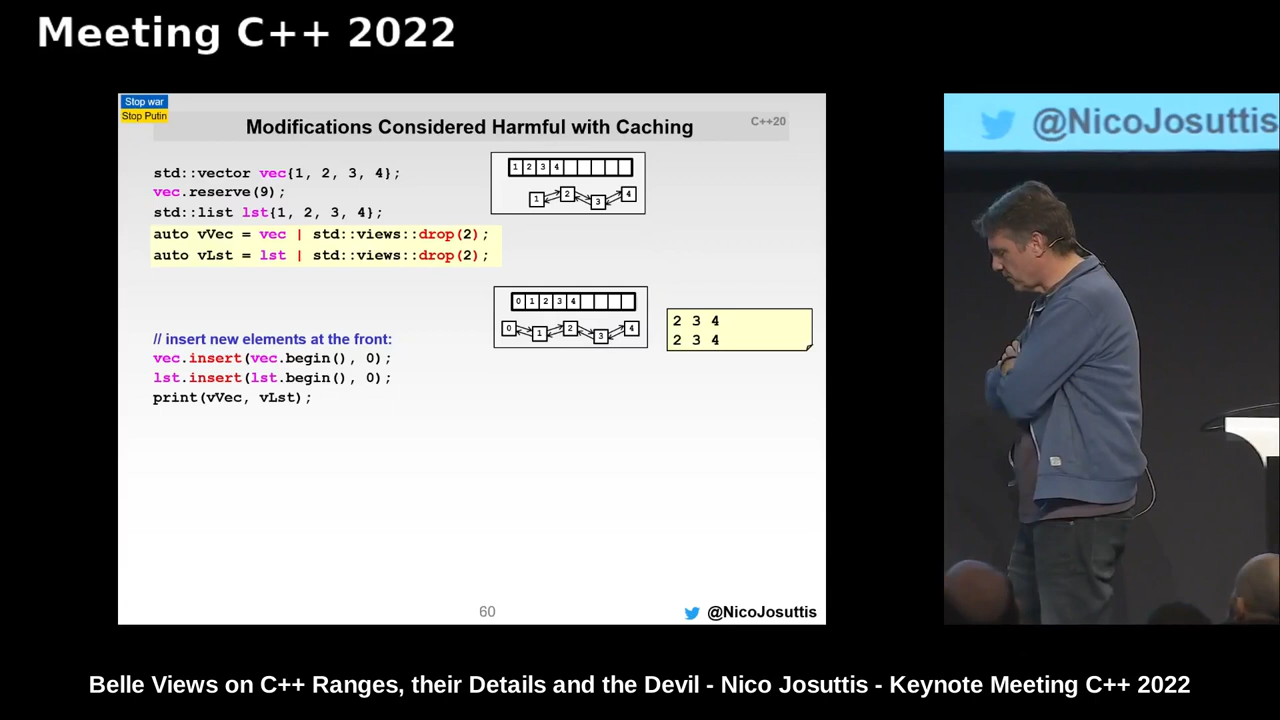 Meeting C++ 2022
Stop war
Stop Putin
Modifications Considered Harmful with Caching
C++20
std::vector vec{1, 2, 3, 4};
vec.reserve(9);
std::list lst{1, 2, 3, 4};
auto vVec = vec | std::views::drop(2);
auto vLst = lst | std::views::drop(2);
1 2 3 4
1 2 3 4
// insert new elements at the front:
vec.insert(vec.begin(), 0);
lst.insert(lst.begin(), 0);
print(vVec, vLst);
0 1 2 3 4
0 1 2 3 4
2 3 4
2 3 4
60
@NicoJosuttis
@NicoJosuttis
Belle Views on C++ Ranges, their Details and the Devil - Nico Josuttis - Keynote Meeting C++ 2022